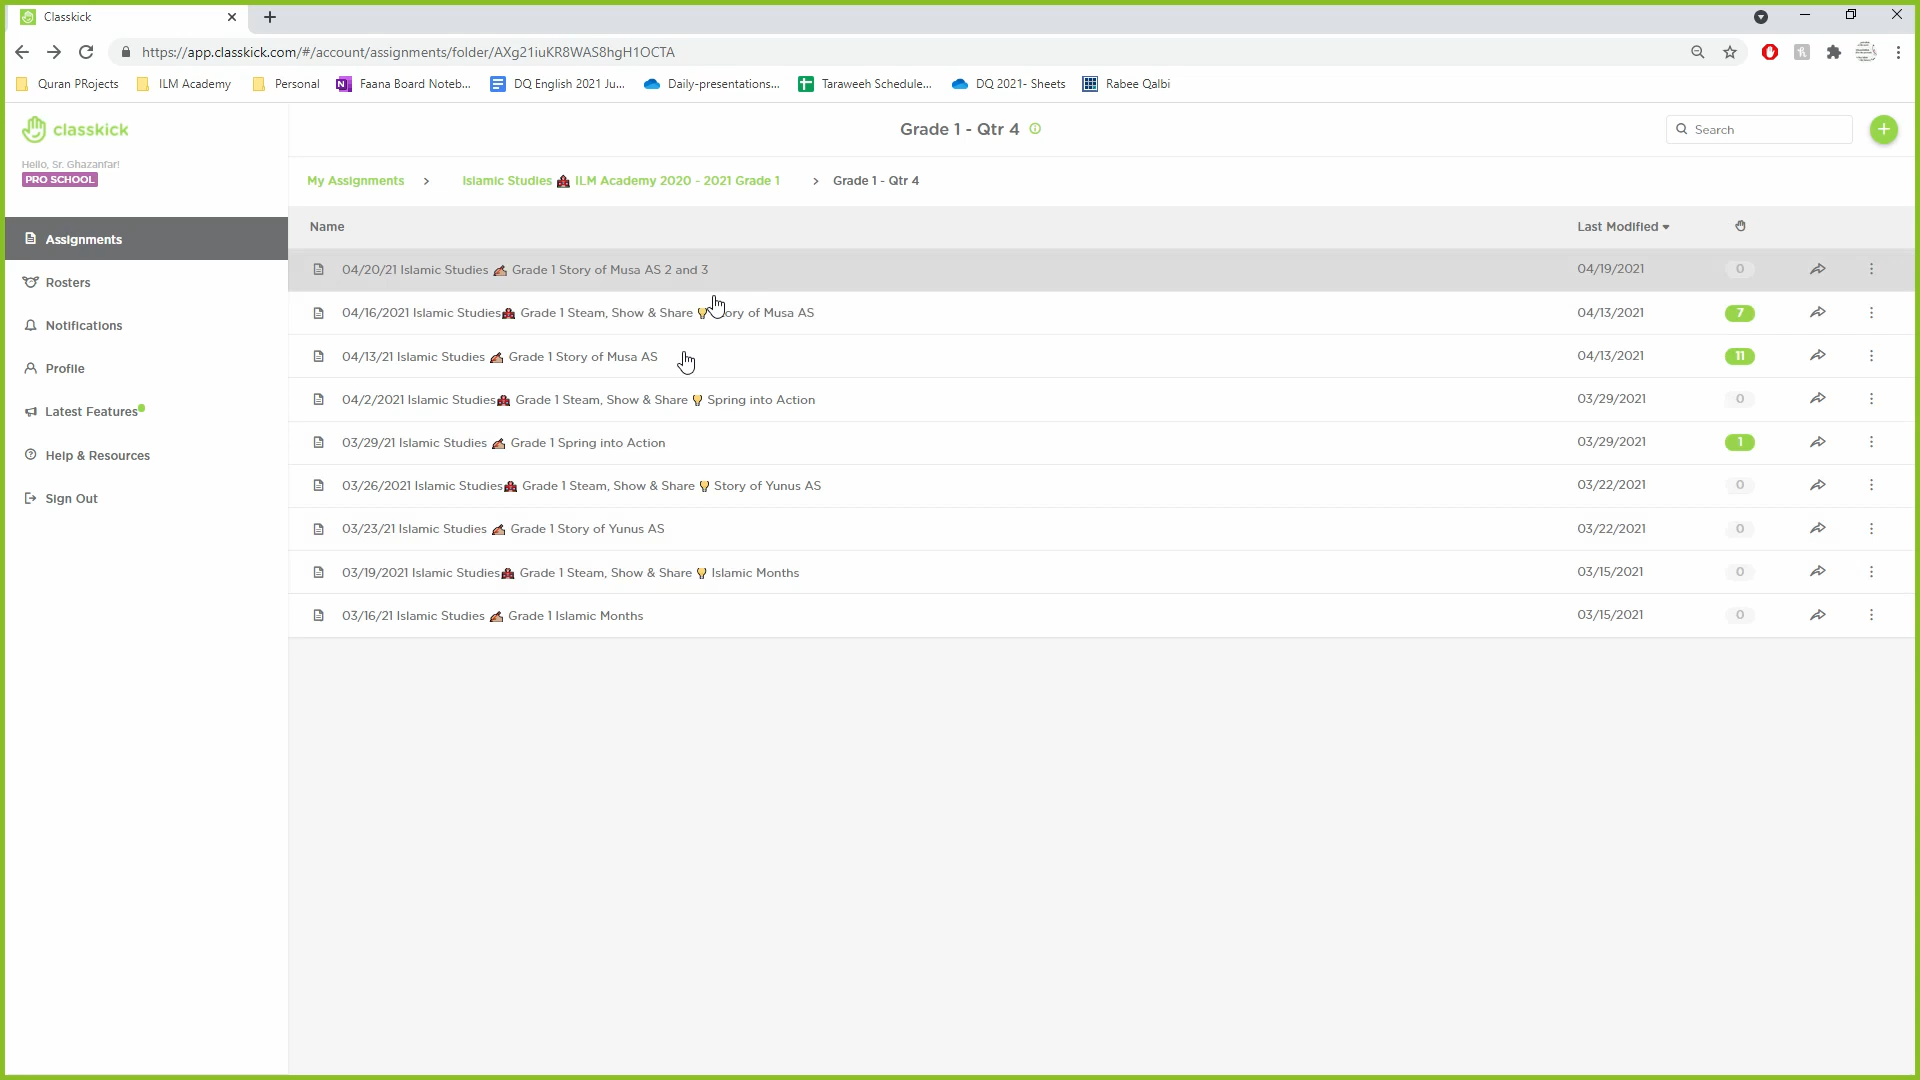 Classkick
https://app.classkick.com/#/account/assignments/folder/AXg21iuKR8WAS8hgH1OCTA
Quran PRojects ILM Academy Personal Faana Board Noteb... DQ English 2021 Ju... Daily-presentations... Taraweeh Schedule... DQ 2021- Sheets Rabee Qalbi
classkick
Hello, Sr. Ghazanfar!
PRO SCHOOL
Grade 1 - Qtr 4
Search
My Assignments > Islamic Studies ILM Academy 2020 - 2021 Grade 1 > Grade 1 - Qtr 4
Assignments
Rosters
Notifications
Profile
Latest Features
Help & Resources
Sign Out
Name Last Modified
04/20/21 Islamic Studies Grade 1 Story of Musa AS 2 and 3 04/19/2021 0
04/16/2021 Islamic Studies Grade 1 Steam, Show & Share ory of Musa AS 04/13/2021 7
04/13/21 Islamic Studies Grade 1 Story of Musa AS 04/13/2021 11
04/2/2021 Islamic Studies Grade 1 Steam, Show & Share Spring into Action 03/29/2021 0
03/29/21 Islamic Studies Grade 1 Spring into Action 03/29/2021 1
03/26/2021 Islamic Studies Grade 1 Steam, Show & Share Story of Yunus AS 03/22/2021 0
03/23/21 Islamic Studies Grade 1 Story of Yunus AS 03/22/2021 0
03/19/2021 Islamic Studies Grade 1 Steam, Show & Share Islamic Months 03/15/2021 0
03/16/21 Islamic Studies Grade 1 Islamic Months 03/15/2021 0